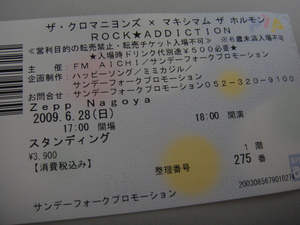 ザ・クロマニヨンズ × マキシマム ザ ホルモン
ROCK★ADDICTION
≪営利目的の転売禁止・転売チケット入場不可≫ ※6歳未満入場不可
★入場時ドリンク代別途¥500必要★
主催：FM AICHI／サンデーフォークプロモーション
企画制作：ハッピーソング／ミミカジル／
サンデーフォークプロモーション
お問合せ：サンデーフォークプロモーション 052-320-9100
Zepp Nagoya
2009.6.28(日)
17:00 開場 18:00 開演
スタンディング
¥3,900 1 階
【消費税込み】 整理番号 275 番
サンデーフォークプロモーション